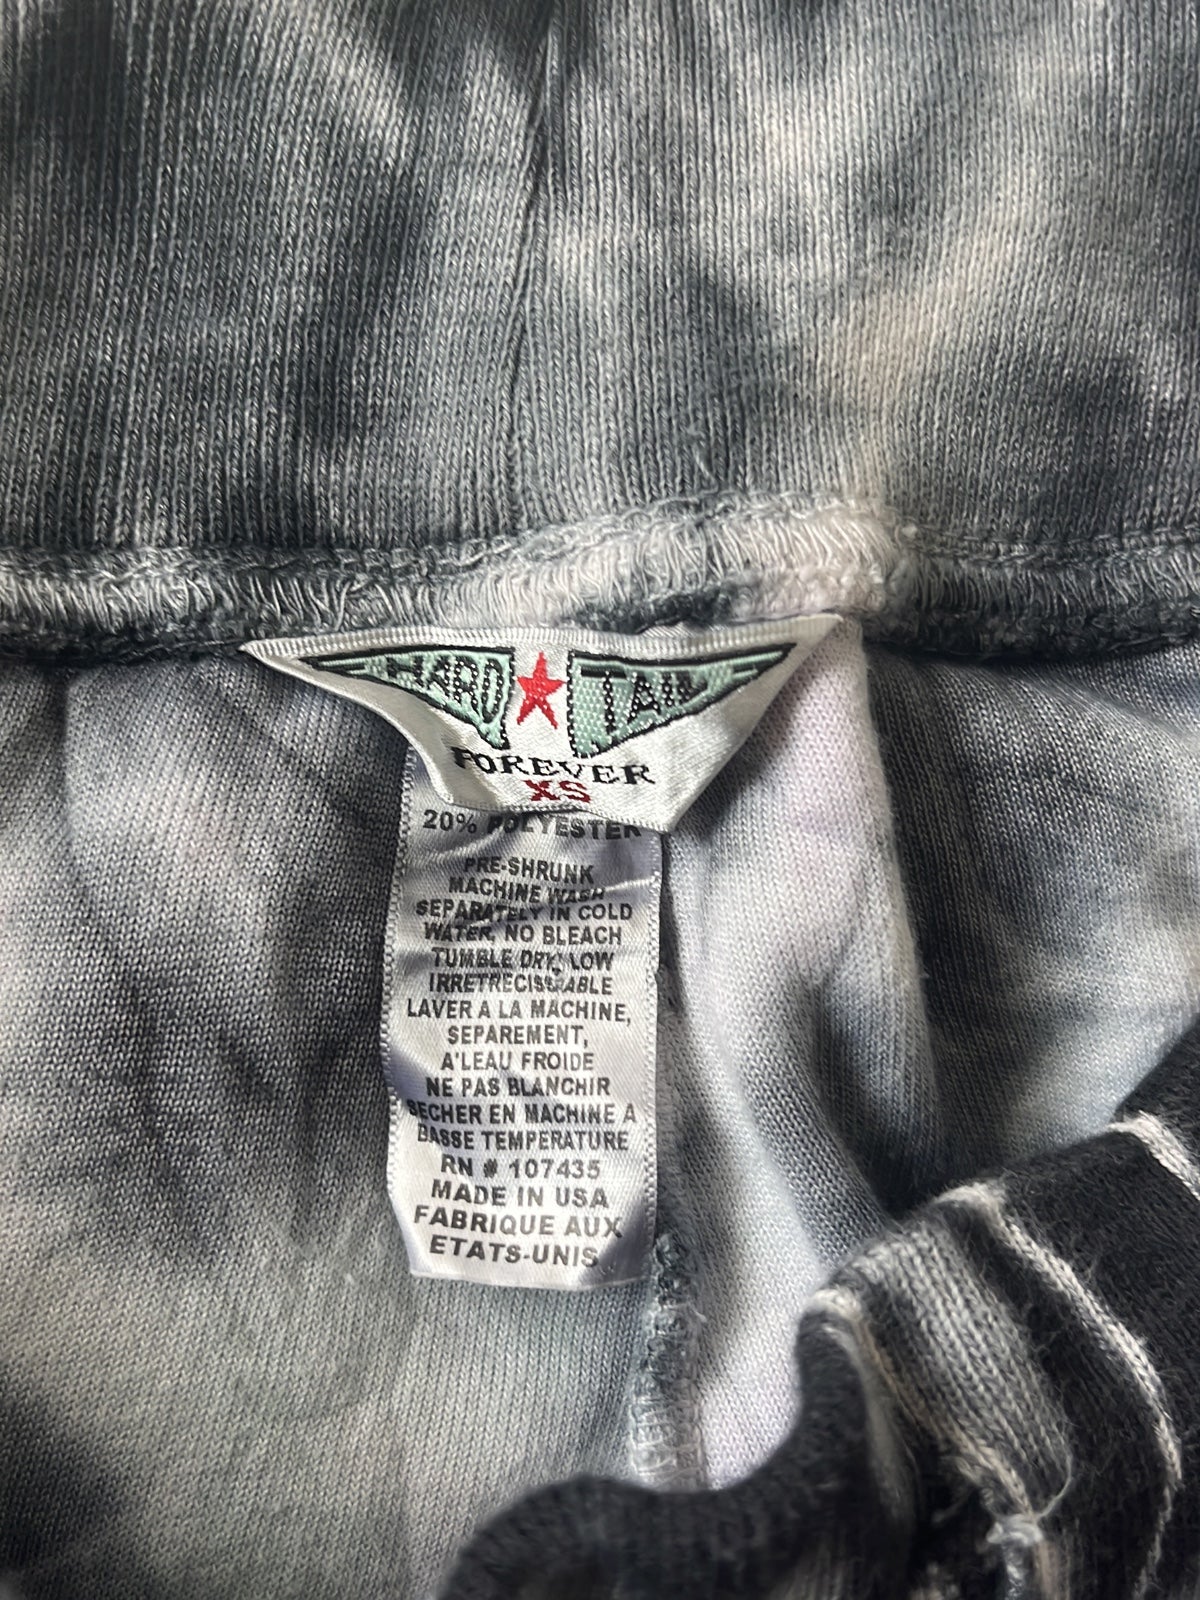 HARD TAIL
FOREVER
XS
20% POLYESTER
PRE-SHRUNK
MACHINE WASH
SEPARATELY IN COLD
WATER, NO BLEACH
TUMBLE DRY, LOW
IRRETRECISSABLE
LAVER A LA MACHINE,
SEPAREMENT,
A'LEAU FROIDE
NE PAS BLANCHIR
SECHER EN MACHINE A
BASSE TEMPERATURE
RN # 107435
MADE IN USA
FABRIQUE AUX
ETATS-UNIS